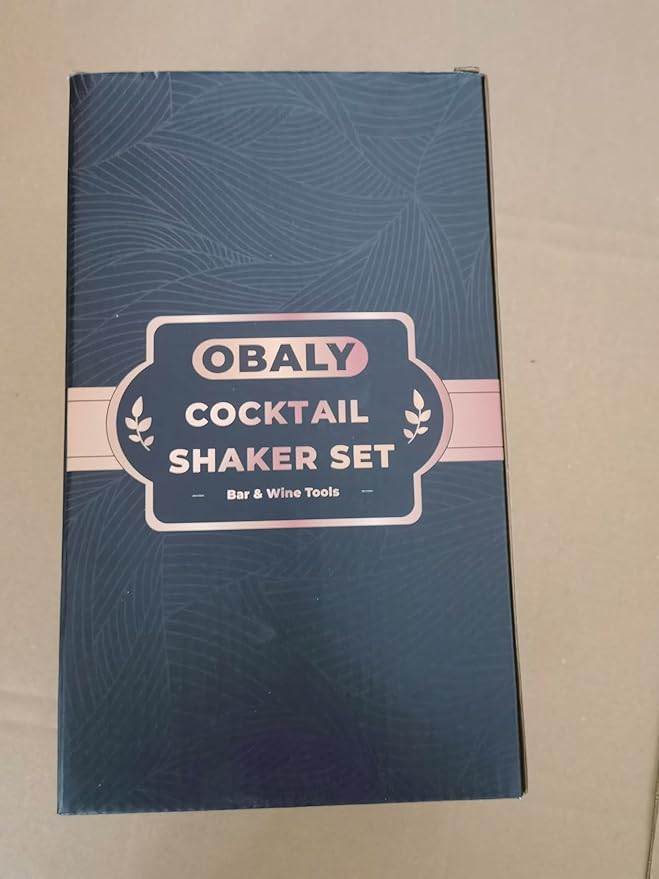 OBALY
COCKTAIL
SHAKER SET
Bar & Wine Tools